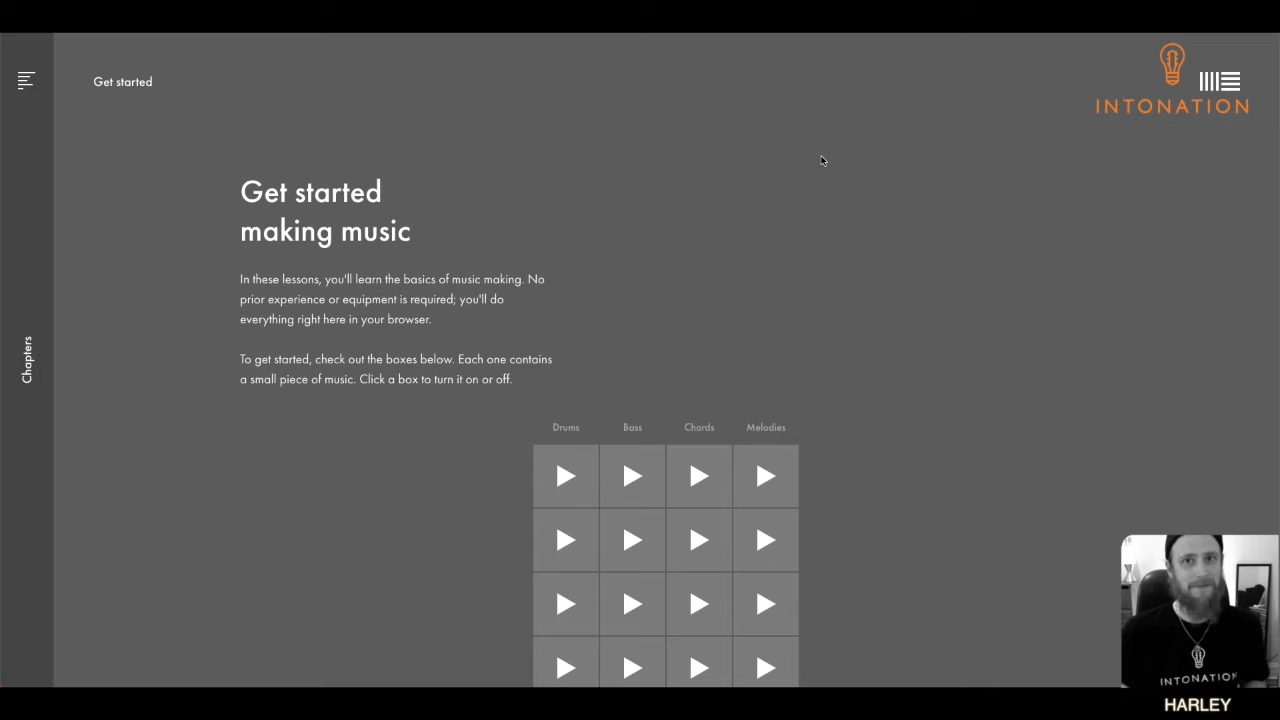 Get started
INTONATION
Get started
making music
In these lessons, you'll learn the basics of music making. No
prior experience or equipment is required; you'll do
everything right here in your browser.
To get started, check out the boxes below. Each one contains
a small piece of music. Click a box to turn it on or off.
Chapters
Drums Bass Chords Melodies
INTONATION
HARLEY